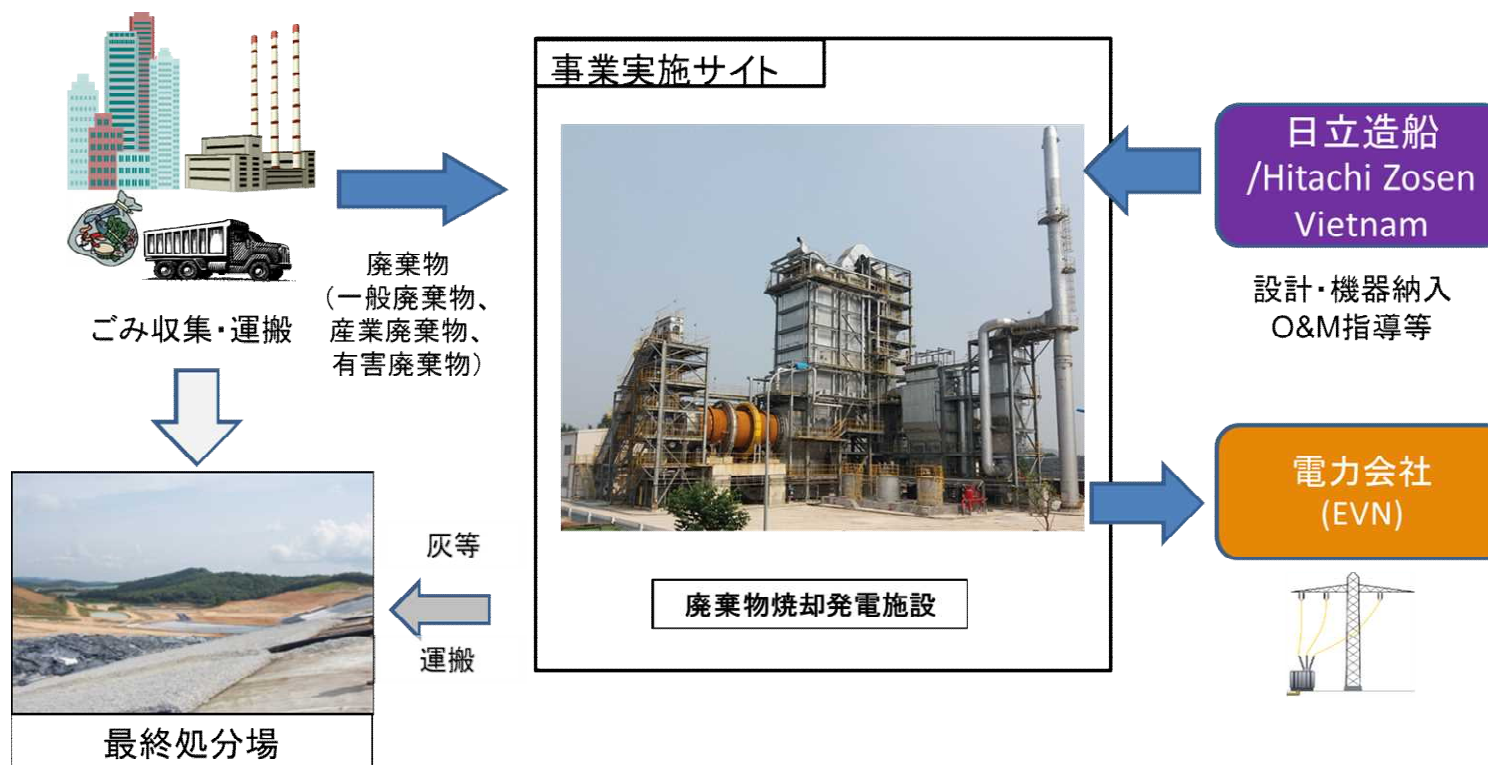 事業実施サイト
日立造船
/Hitachi Zosen
Vietnam
設計・機器納入
O&M指導等
廃棄物
（一般廃棄物、
産業廃棄物、
有害廃棄物）
ごみ収集・運搬
電力会社
(EVN)
灰等
運搬
廃棄物焼却発電施設
最終処分場